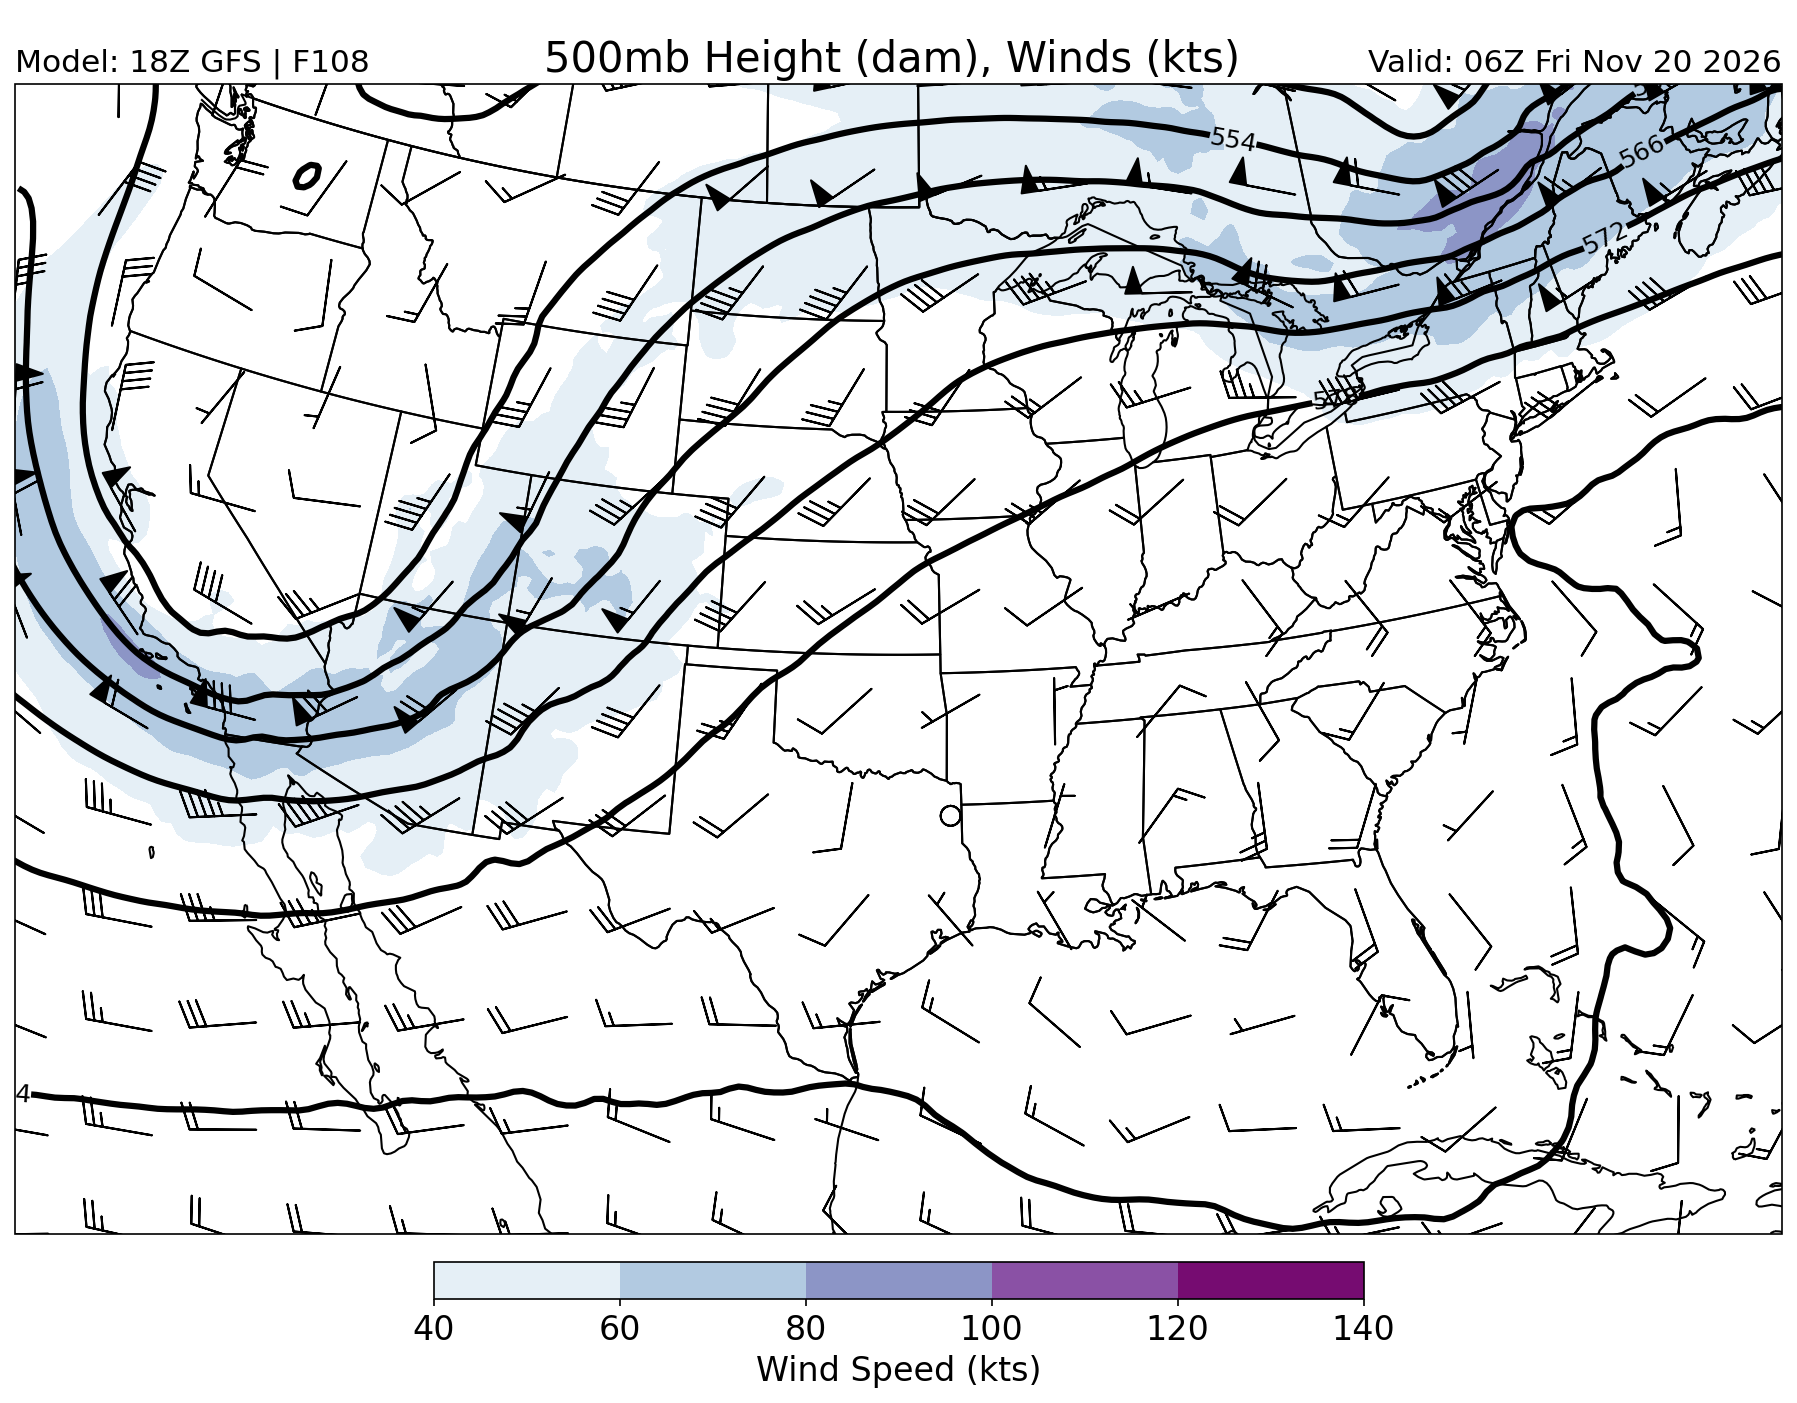 Model: 18Z GFS | F108
500mb Height (dam), Winds (kts)
Valid: 06Z Fri Nov 20 2026
554
566
572
4
40 60 80 100 120 140
Wind Speed (kts)